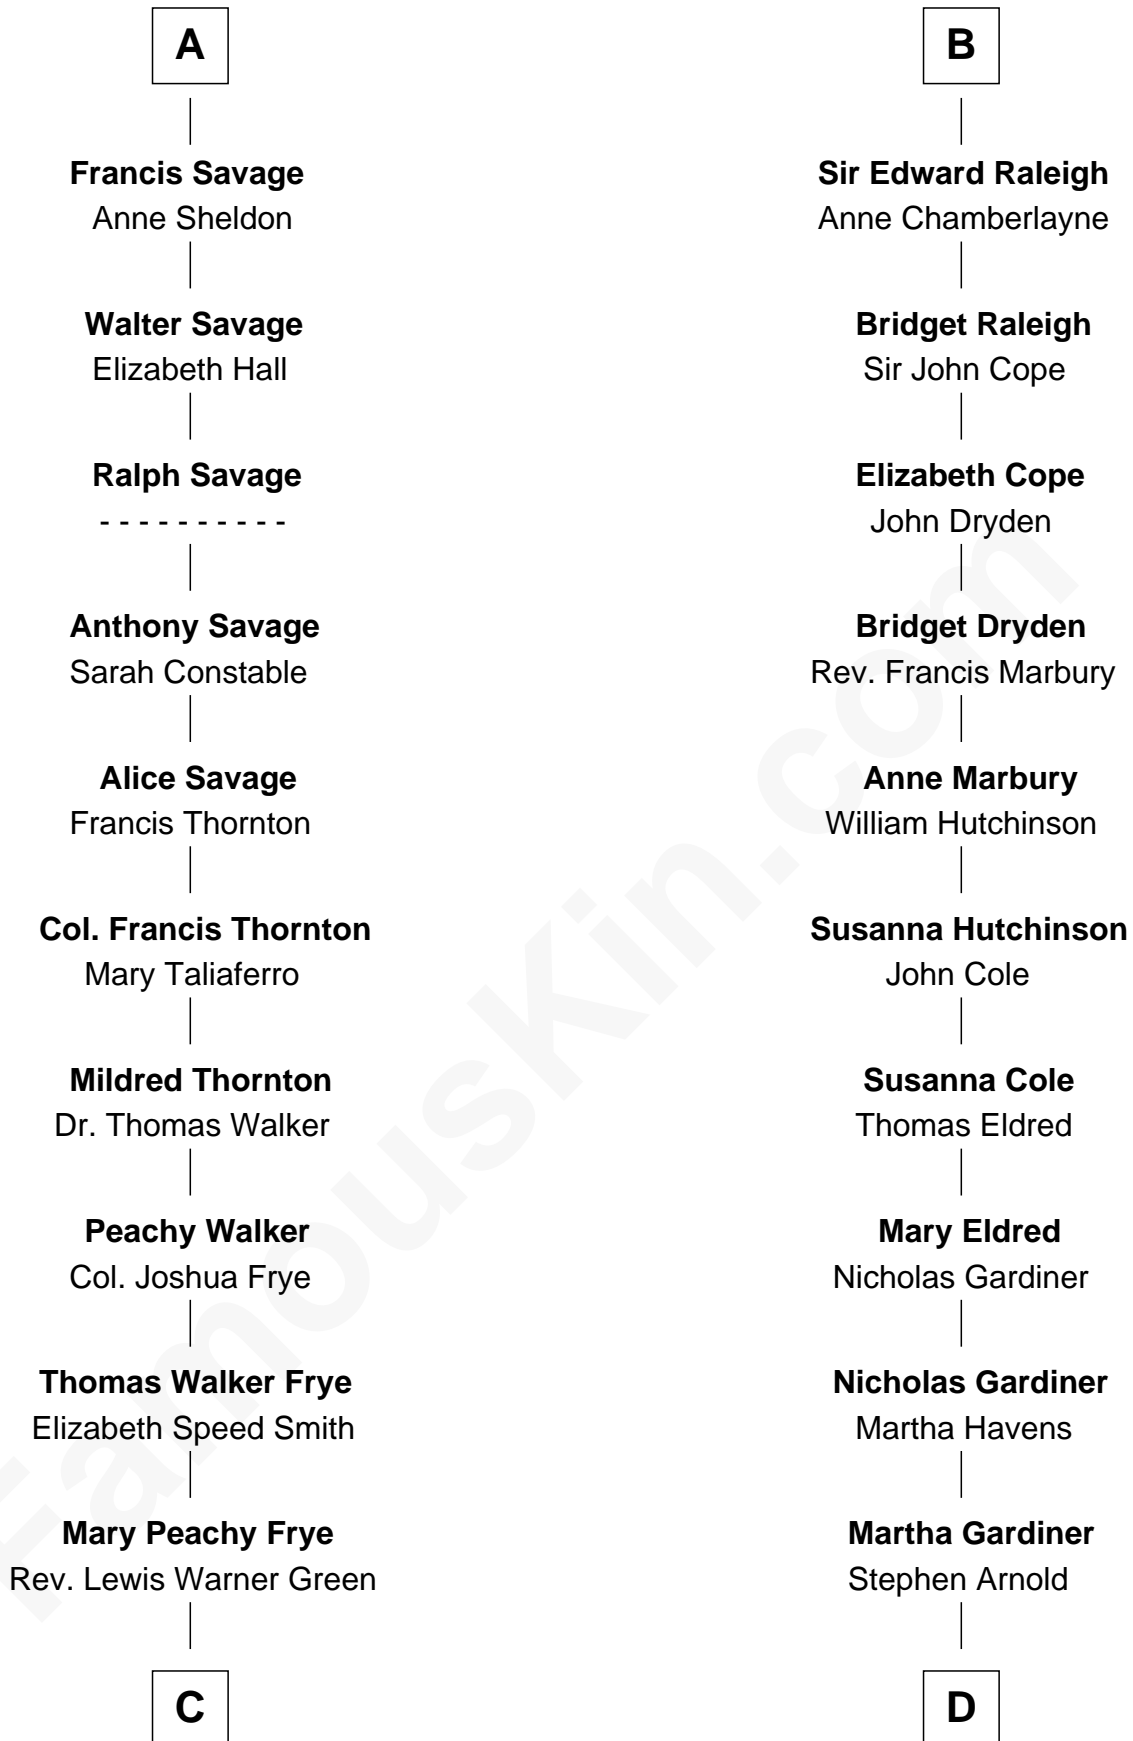 A
Francis Savage
Anne Sheldon
Walter Savage
Elizabeth Hall
Ralph Savage
- - - - - - - - - -
Anthony Savage
Sarah Constable
Alice Savage
Francis Thornton
Col. Francis Thornton
Mary Taliaferro
Mildred Thornton
Dr. Thomas Walker
Peachy Walker
Col. Joshua Frye
Thomas Walker Frye
Elizabeth Speed Smith
Mary Peachy Frye
Rev. Lewis Warner Green
C
B
Sir Edward Raleigh
Anne Chamberlayne
Bridget Raleigh
Sir John Cope
Elizabeth Cope
John Dryden
Bridget Dryden
Rev. Francis Marbury
Anne Marbury
William Hutchinson
Susanna Hutchinson
John Cole
Susanna Cole
Thomas Eldred
Mary Eldred
Nicholas Gardiner
Nicholas Gardiner
Martha Havens
Martha Gardiner
Stephen Arnold
D
FamousKin.com